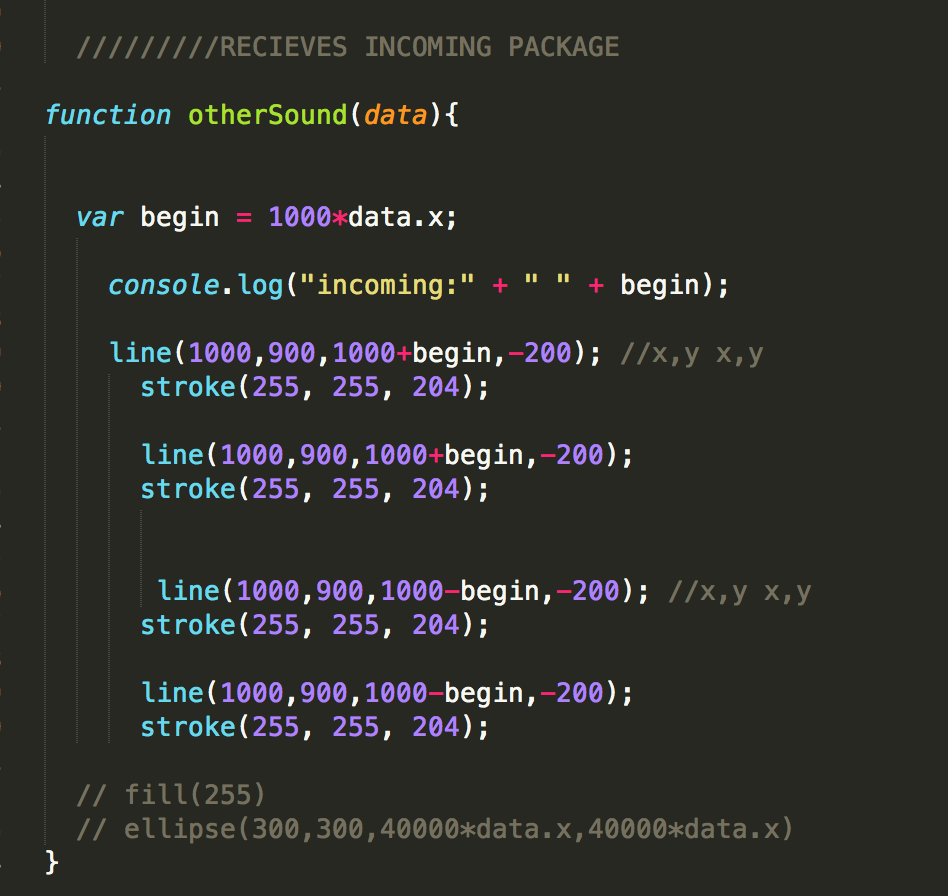 /////////RECIEVES INCOMING PACKAGE
function otherSound(data){
var begin = 1000*data.x;
console.log("incoming:" + " " + begin);
line(1000,900,1000+begin,-200); //x,y x,y
stroke(255, 255, 204);
line(1000,900,1000+begin,-200);
stroke(255, 255, 204);
line(1000,900,1000-begin,-200); //x,y x,y
stroke(255, 255, 204);
line(1000,900,1000-begin,-200);
stroke(255, 255, 204);
// fill(255)
// ellipse(300,300,40000*data.x,40000*data.x)
}